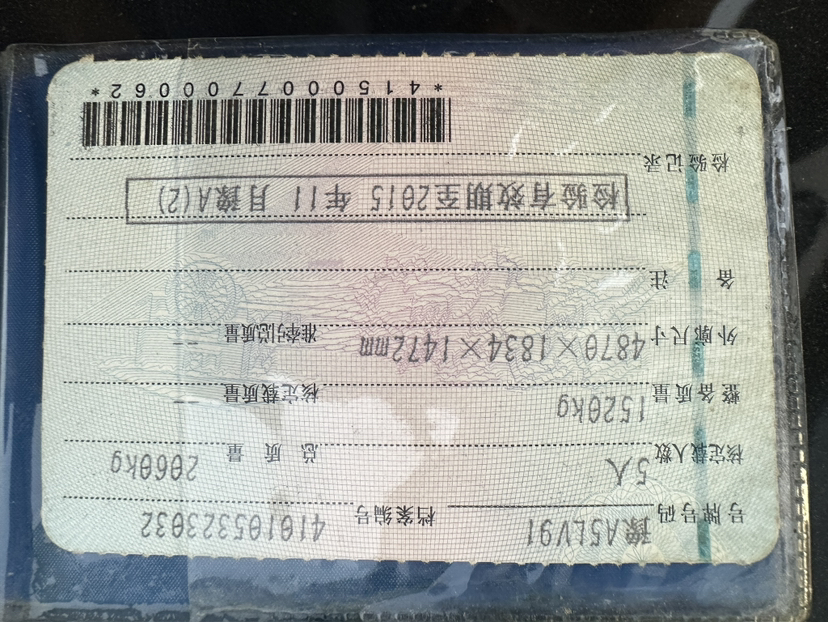 号牌号码 豫A5LV91 档案编号 410105323032
核定载人数 5人 总质量 2060kg
整备质量 1520kg 核定载质量 --
外廓尺寸 4870×1834×1472mm 准牵引总质量 --
备注
检验有效期至2015 年11 月豫A(2)
检验记录
*4150007700062*